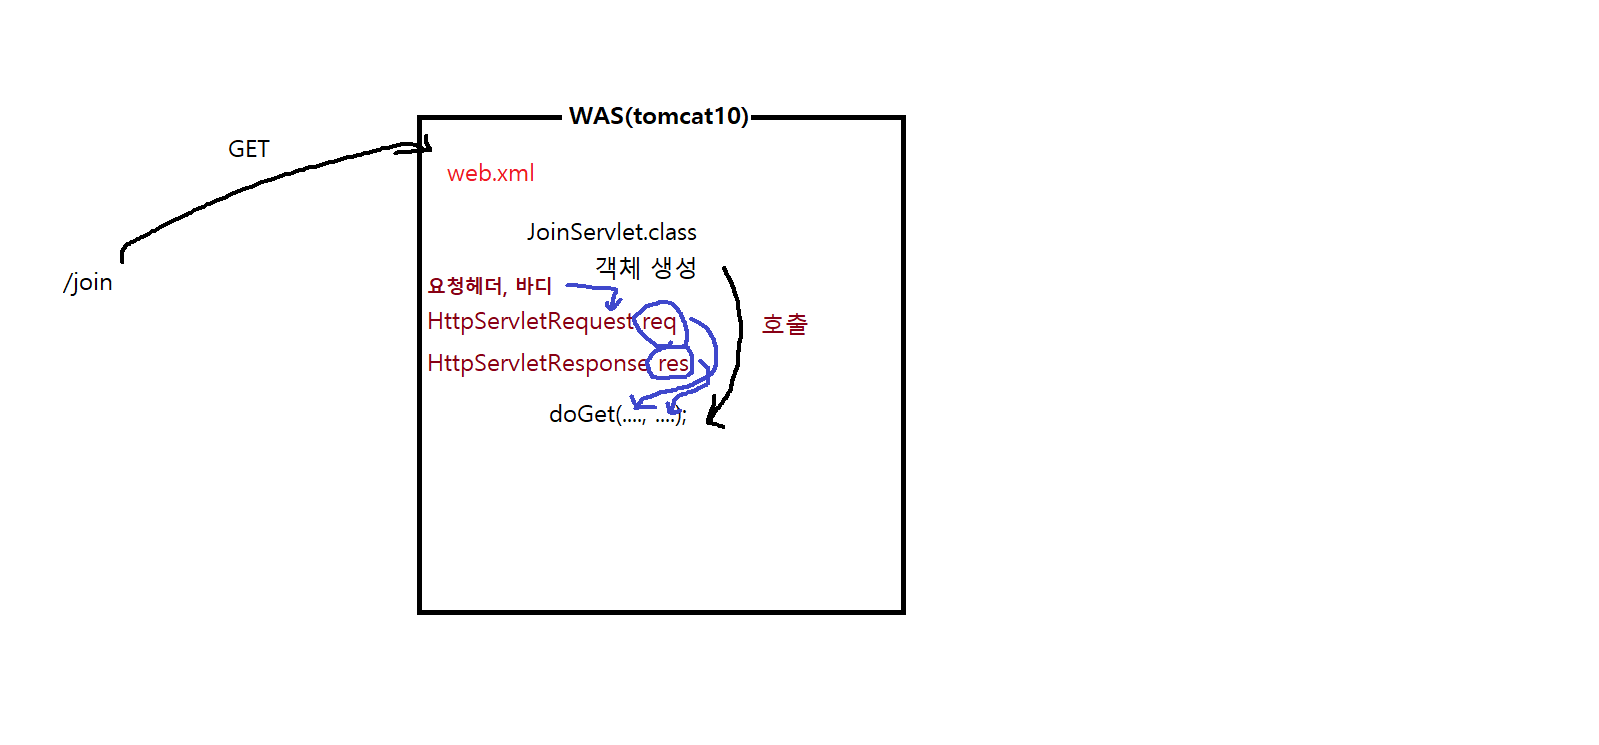 WAS(tomcat10)
GET
web.xml
JoinServlet.class
객체 생성
/join
요청헤더, 바디
HttpServletRequest req
호출
HttpServletResponse res
doGet(...., ....);